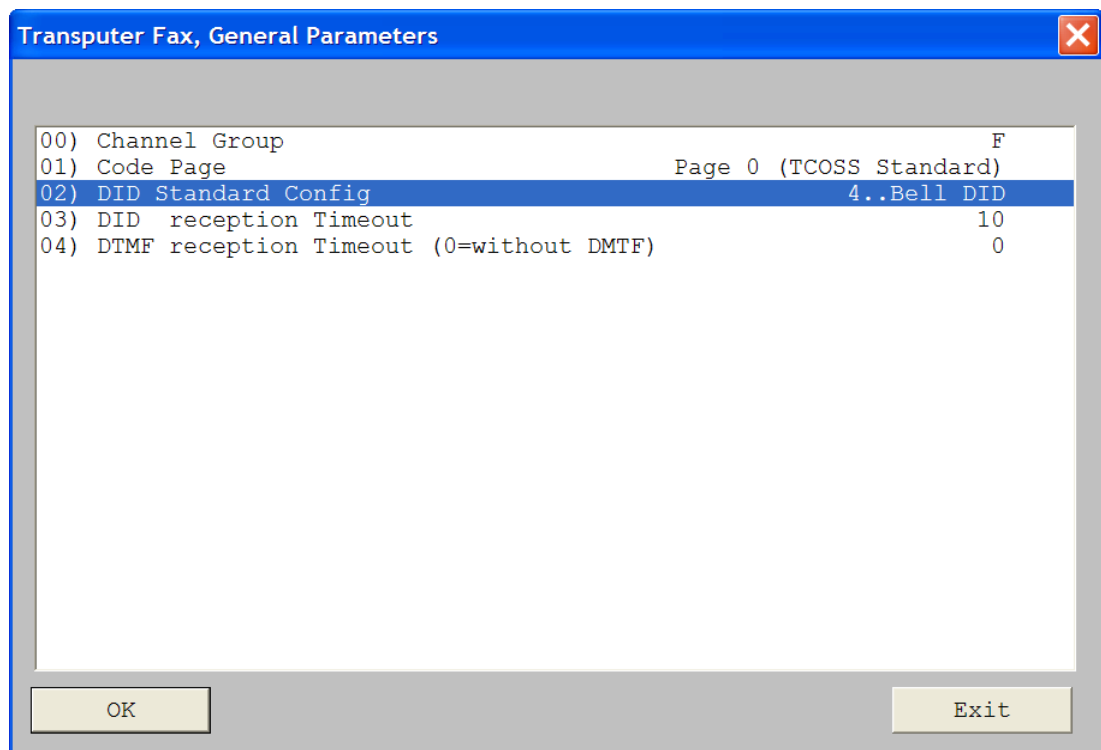 Transputer Fax, General Parameters
00) Channel Group F
01) Code Page Page 0 (TCOSS Standard)
02) DID Standard Config 4..Bell DID
03) DID reception Timeout 10
04) DTMF reception Timeout (0=without DMTF) 0
OK Exit